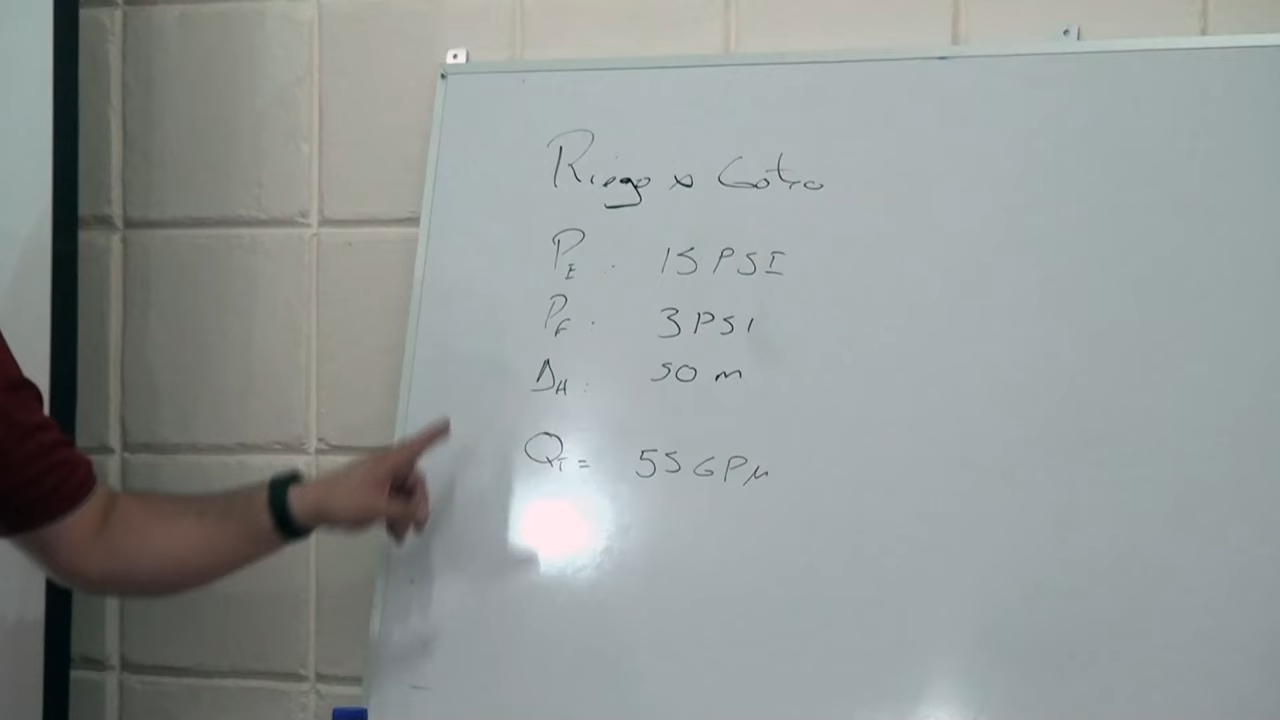 Riego x Goteo
PE : 15 PSI
PF : 3 PSI
ΔH : 50 m
QT = 55 GPM